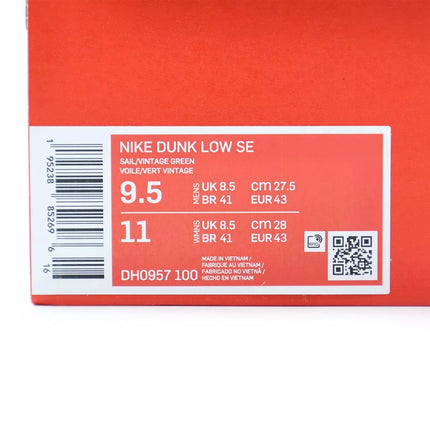 NIKE DUNK LOW SE
SAIL/VINTAGE GREEN
VOILE/VERT VINTAGE
9.5 MENS UK 8.5 CM 27.5
BR 41 EUR 43
11 WMNS UK 8.5 CM 28
BR 41 EUR 43
DH0957 100
MADE IN VIETNAM /
FABRIQUE AU VIETNAM /
FABRICADO NO VIETNÃ /
HECHO EN VIETNAM
1 95238 85269 6 16